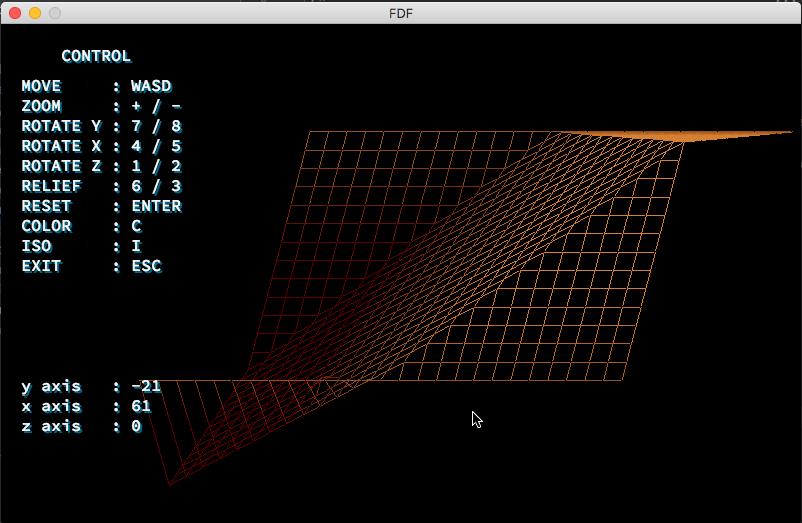 FDF
CONTROL
MOVE : WASD
ZOOM : + / -
ROTATE Y : 7 / 8
ROTATE X : 4 / 5
ROTATE Z : 1 / 2
RELIEF : 6 / 3
RESET : ENTER
COLOR : C
ISO : I
EXIT : ESC
y axis : -21
x axis : 61
z axis : 0